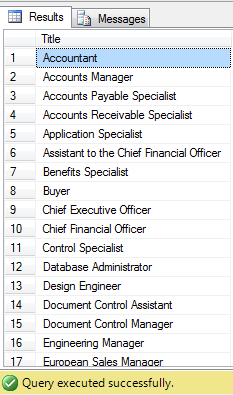 Results Messages
Title
1 Accountant
2 Accounts Manager
3 Accounts Payable Specialist
4 Accounts Receivable Specialist
5 Application Specialist
6 Assistant to the Chief Financial Officer
7 Benefits Specialist
8 Buyer
9 Chief Executive Officer
10 Chief Financial Officer
11 Control Specialist
12 Database Administrator
13 Design Engineer
14 Document Control Assistant
15 Document Control Manager
16 Engineering Manager
17 European Sales Manager
Query executed successfully.